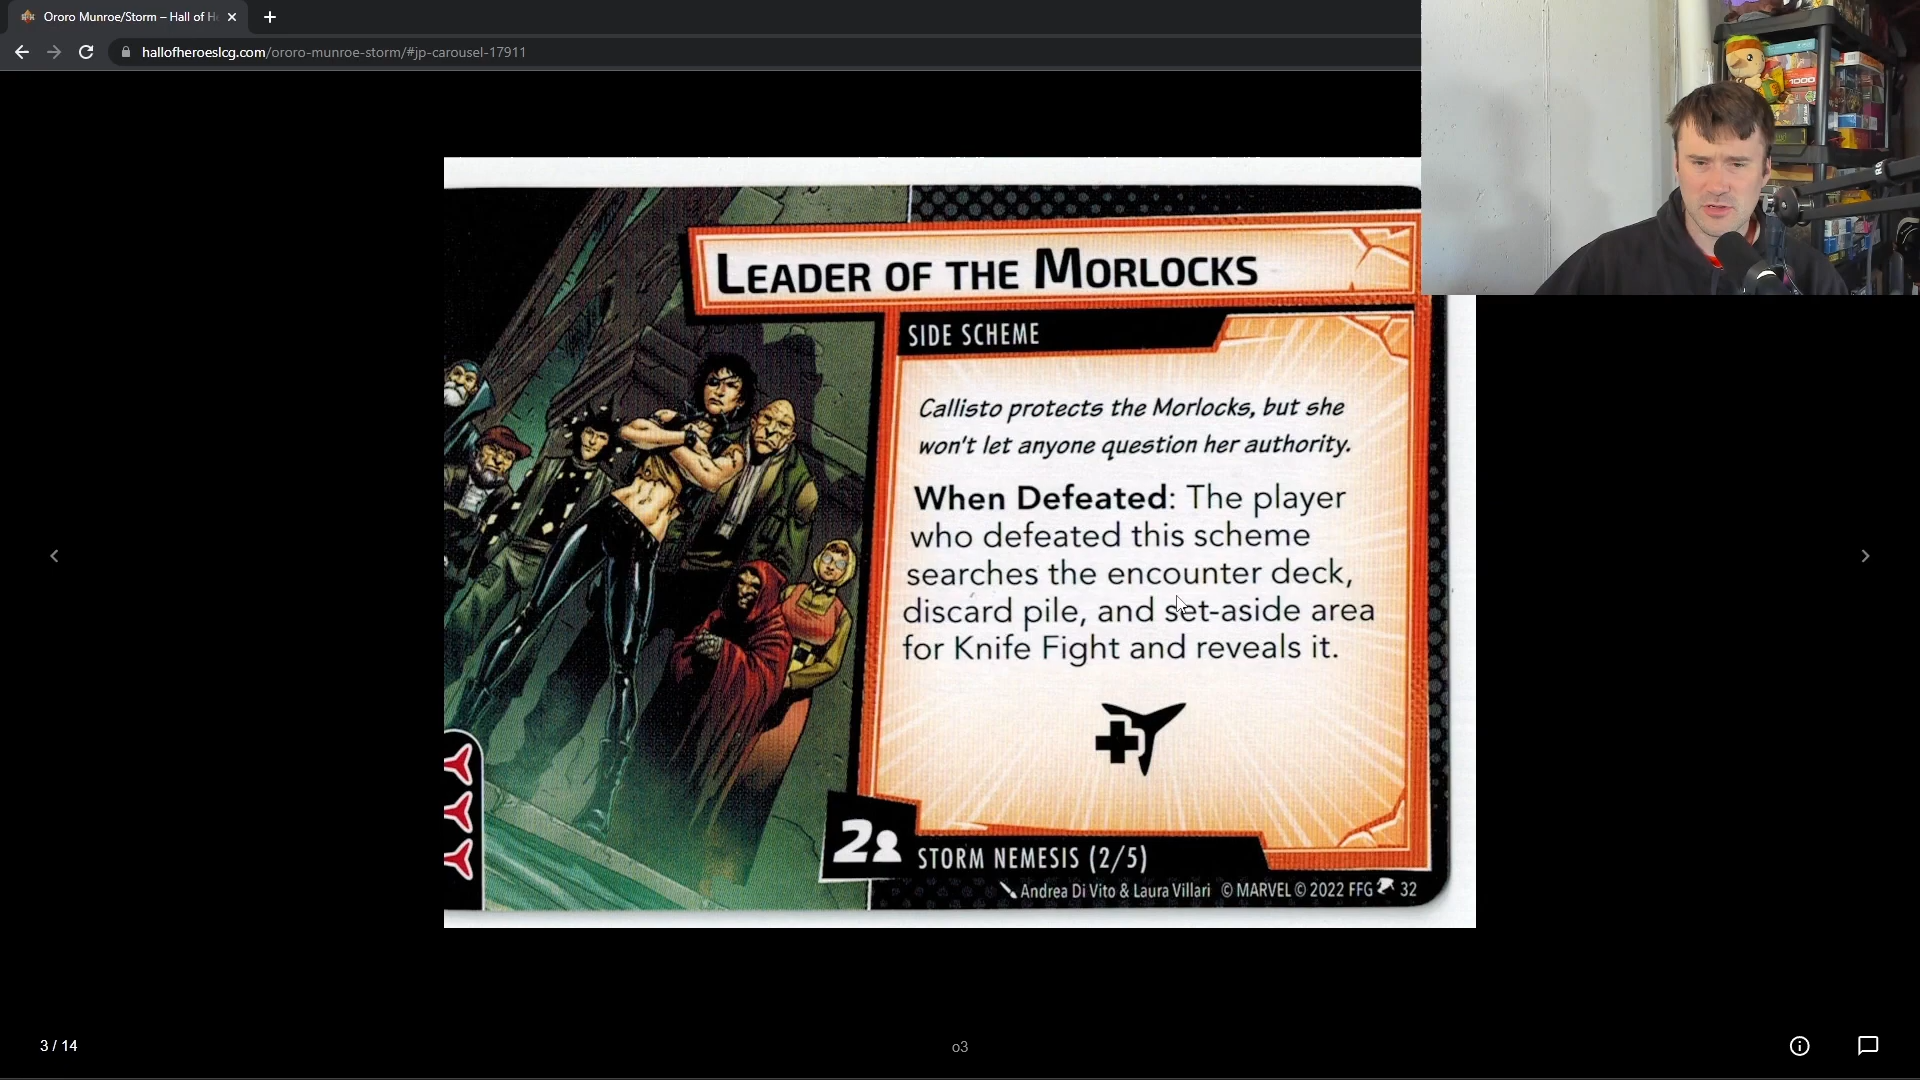 Ororo Munroe/Storm – Hall of H
hallofheroeslcg.com/ororo-munroe-storm/#jp-carousel-17911
1000
LEADER OF THE MORLOCKS
SIDE SCHEME
Callisto protects the Morlocks, but she
won't let anyone question her authority.
When Defeated: The player
who defeated this scheme
searches the encounter deck,
discard pile, and set-aside area
for Knife Fight and reveals it.
2
STORM NEMESIS (2/5)
Andrea Di Vito & Laura Villari © MARVEL © 2022 FFG 32
3 / 14
o3